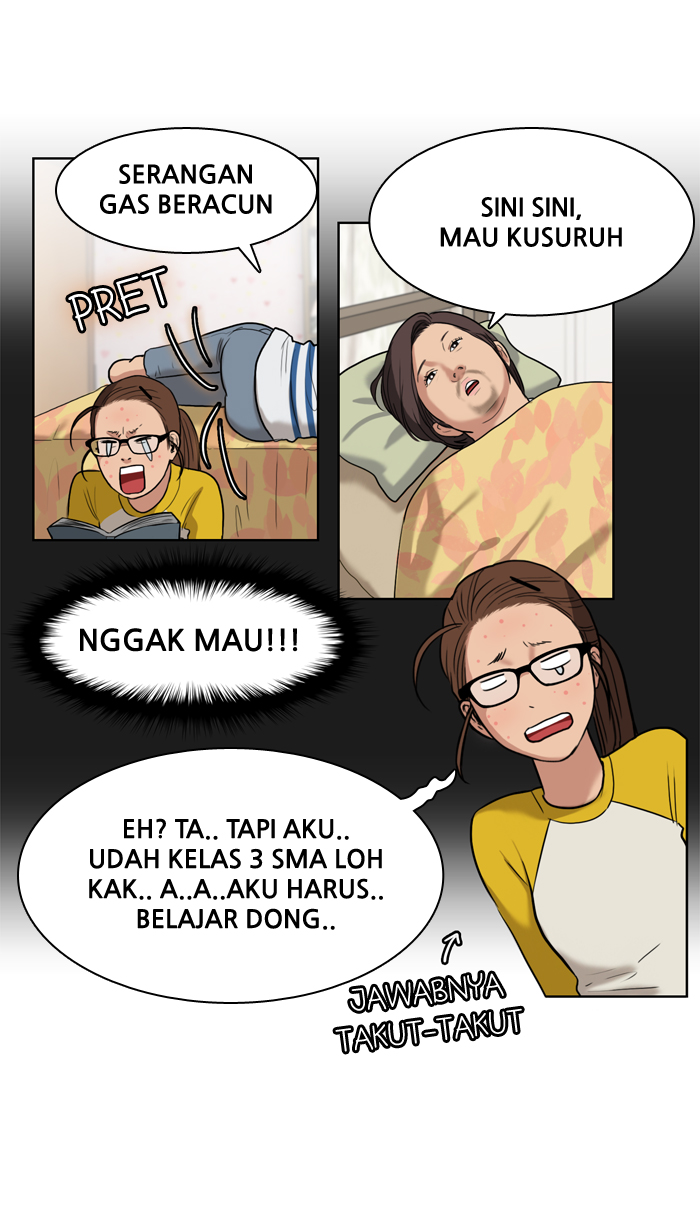 SERANGAN
GAS BERACUN
PRET
SINI SINI,
MAU KUSURUH
NGGAK MAU!!!
EH? TA.. TAPI AKU..
UDAH KELAS 3 SMA LOH
KAK.. A..A..AKU HARUS..
BELAJAR DONG..
JAWABNYA
TAKUT-TAKUT